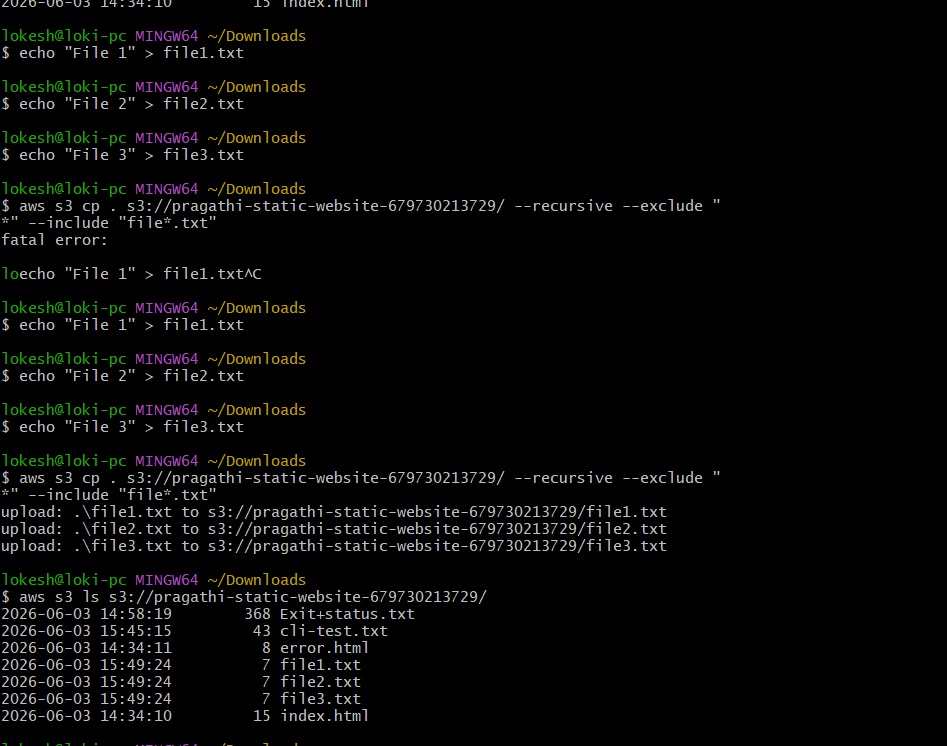 2026-06-03 14:34:10         15 index.html
lokesh@loki-pc MINGW64 ~/Downloads
$ echo "File 1" > file1.txt
lokesh@loki-pc MINGW64 ~/Downloads
$ echo "File 2" > file2.txt
lokesh@loki-pc MINGW64 ~/Downloads
$ echo "File 3" > file3.txt
lokesh@loki-pc MINGW64 ~/Downloads
$ aws s3 cp . s3://pragathi-static-website-679730213729/ --recursive --exclude "
*" --include "file*.txt"
fatal error:
loecho "File 1" > file1.txt^C
lokesh@loki-pc MINGW64 ~/Downloads
$ echo "File 1" > file1.txt
lokesh@loki-pc MINGW64 ~/Downloads
$ echo "File 2" > file2.txt
lokesh@loki-pc MINGW64 ~/Downloads
$ echo "File 3" > file3.txt
lokesh@loki-pc MINGW64 ~/Downloads
$ aws s3 cp . s3://pragathi-static-website-679730213729/ --recursive --exclude "
*" --include "file*.txt"
upload: .\file1.txt to s3://pragathi-static-website-679730213729/file1.txt
upload: .\file2.txt to s3://pragathi-static-website-679730213729/file2.txt
upload: .\file3.txt to s3://pragathi-static-website-679730213729/file3.txt
lokesh@loki-pc MINGW64 ~/Downloads
$ aws s3 ls s3://pragathi-static-website-679730213729/
2026-06-03 14:58:19        368 Exit+status.txt
2026-06-03 15:45:15         43 cli-test.txt
2026-06-03 14:34:11          8 error.html
2026-06-03 15:49:24          7 file1.txt
2026-06-03 15:49:24          7 file2.txt
2026-06-03 15:49:24          7 file3.txt
2026-06-03 14:34:10         15 index.html